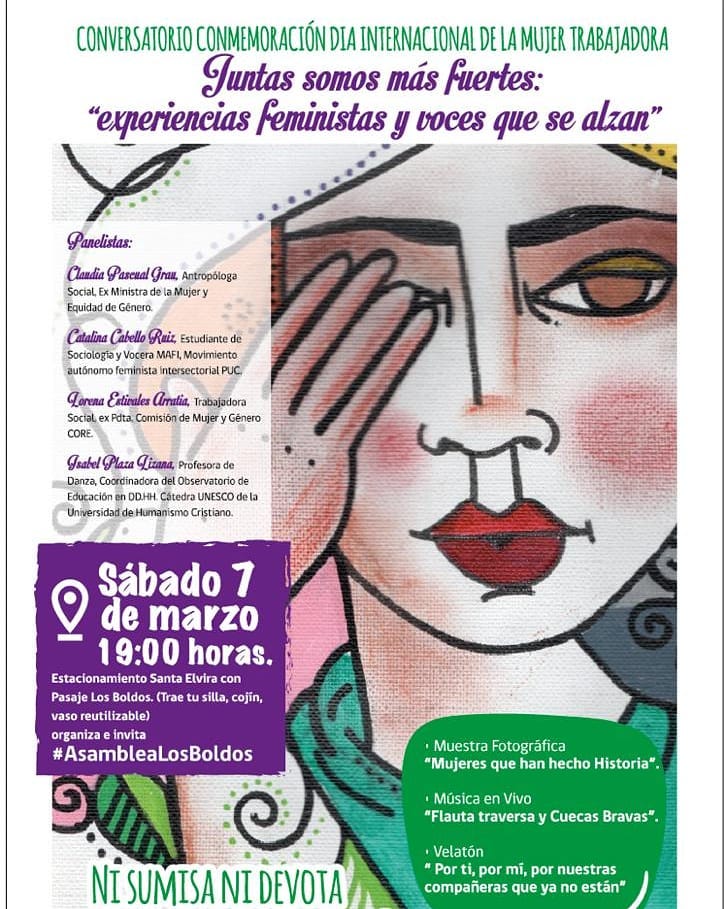 CONVERSATORIO CONMEMORACIÓN DIA INTERNACIONAL DE LA MUJER TRABAJADORA
Juntas somos más fuertes:
"experiencias feministas y voces que se alzan"
Panelistas:
Claudia Pascual Grau, Antropóloga
Social, Ex Ministra de la Mujer y
Equidad de Género.
Catalina Cabello Ruiz, Estudiante de
Sociología y Vocera MAFI, Movimiento
autónomo feminista intersectorial PUC.
Lorena Estivales Arratia, Trabajadora
Social, ex Pdta. Comisión de Mujer y Género
CORE.
Isabel Plaza Lizana, Profesora de
Danza, Coordinadora del Observatorio de
Educación en DD.HH. Cátedra UNESCO de la
Universidad de Humanismo Cristiano.
Sábado 7
de marzo
19:00 horas.
Estacionamiento Santa Elvira con
Pasaje Los Boldos. (Trae tu silla, cojín,
vaso reutilizable)
organiza e invita
#AsambleaLosBoldos
• Muestra Fotográfica
"Mujeres que han hecho Historia".
• Música en Vivo
"Flauta traversa y Cuecas Bravas".
• Velatón
" Por ti, por mí, por nuestras
compañeras que ya no están"
NI SUMISA NI DEVOTA